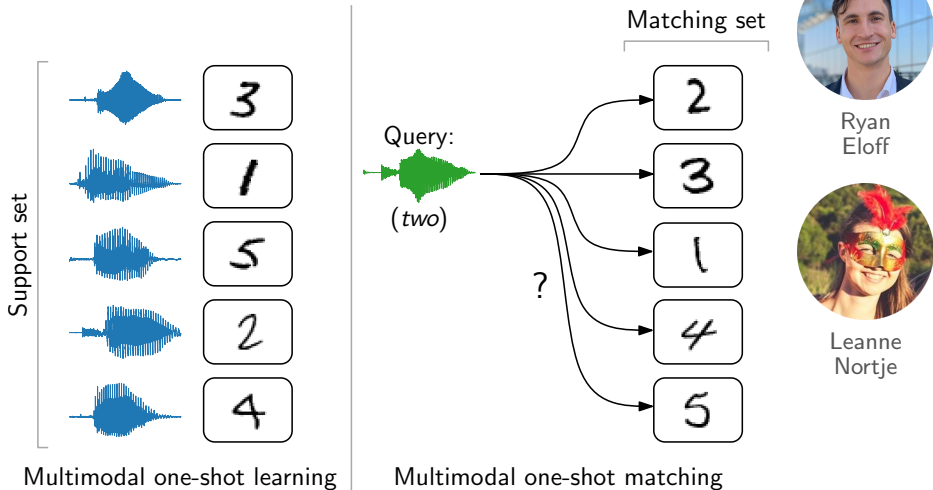 Support set
3
1
5
2
4
Multimodal one-shot learning
Query:
(two)
?
Matching set
2
3
1
4
5
Multimodal one-shot matching
Ryan
Eloff
Leanne
Nortje